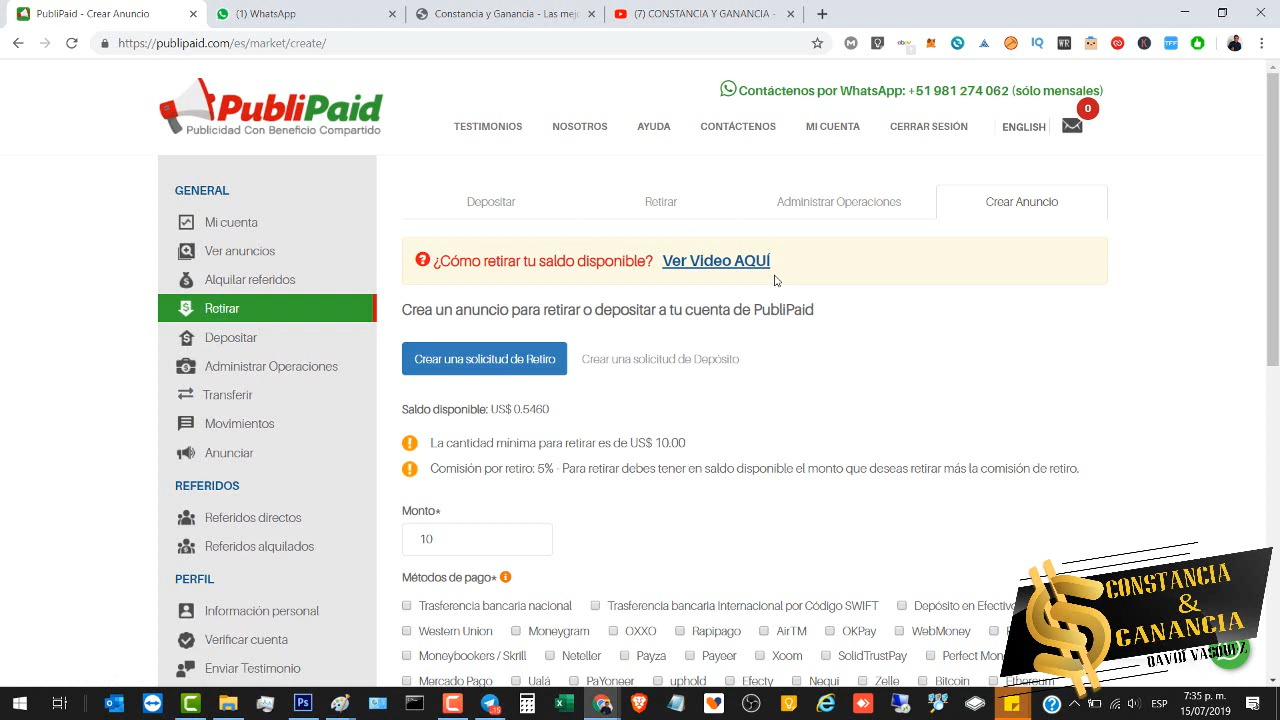 PubliPaid - Crear Anuncio
(1) WhatsApp
Constancia y Ganancia - Las mej
(7) CONSTANCIA Y GANANCIA -
https://publipaid.com/es/market/create/
PubliPaid
Publicidad Con Beneficio Compartido
Contáctenos por WhatsApp: +51 981 274 062 (sólo mensales)
0
TESTIMONIOS
NOSOTROS
AYUDA
CONTÁCTENOS
MI CUENTA
CERRAR SESIÓN
ENGLISH
GENERAL
Mi cuenta
Ver anuncios
Alquilar referidos
Retirar
Depositar
Administrar Operaciones
Transferir
Movimientos
Anunciar
REFERIDOS
Referidos directos
Referidos alquilados
PERFIL
Información personal
Verificar cuenta
Enviar Testimonio
Depositar
Retirar
Administrar Operaciones
Crear Anuncio
¿Cómo retirar tu saldo disponible? Ver Video AQUÍ
Crea un anuncio para retirar o depositar a tu cuenta de PubliPaid
Crear una solicitud de Retiro
Crear una solicitud de Depósito
Saldo disponible: US$ 0.5460
La cantidad mínima para retirar es de US$ 10.00
Comisión por retiro: 5% - Para retirar debes tener en saldo disponible el monto que deseas retirar más la comisión de retiro.
Monto*
10
Métodos de pago*
Trasferencia bancaria nacional
Trasferencia bancaria Internacional por Código SWIFT
Depósito en Efectivo
Western Union
Moneygram
OXXO
Rapipago
AirTM
OKPay
WebMoney
Moneybookers / Skrill
Neteller
Payza
Payeer
Xoom
SolidTrustPay
Perfect Mon
Mercado Pago
Ualá
PaYoneer
uphold
Efecty
Nequi
Zelle
Bitcoin
Ethereum
CONSTANCIA
&
GANANCIA
DAVID VASQUEZ
ESP
7:35 p. m.
15/07/2019